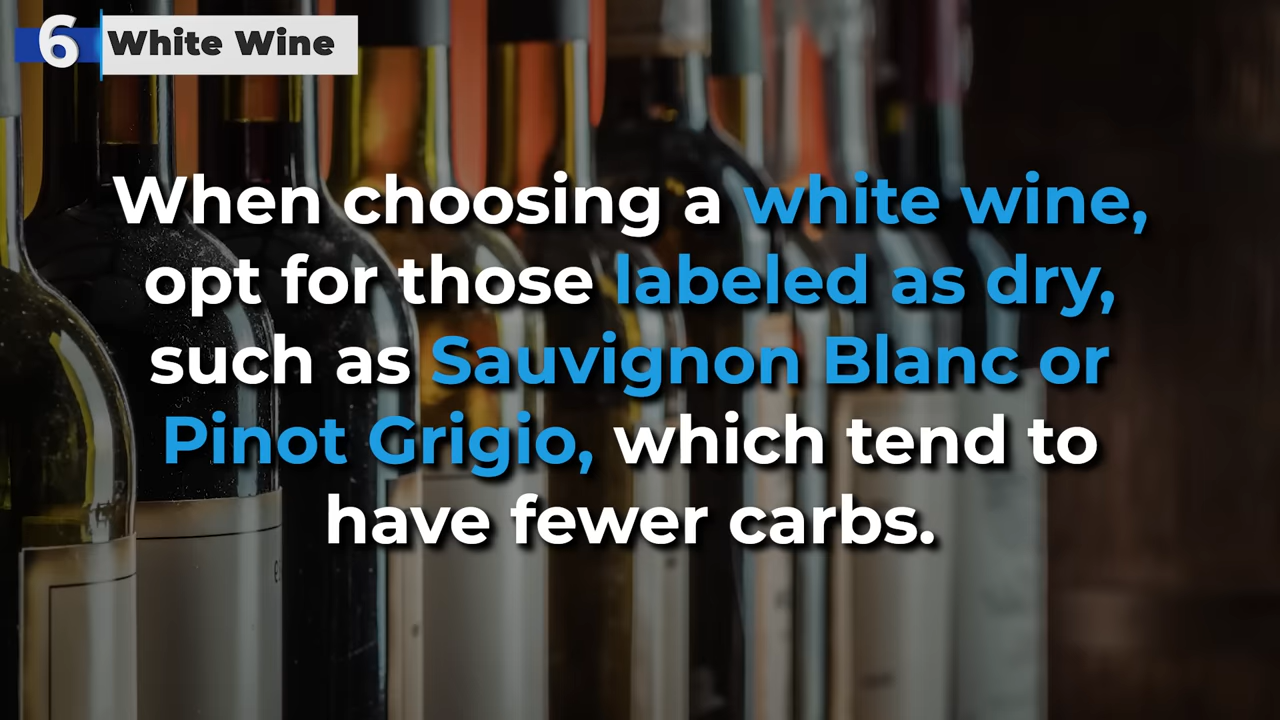 6 White Wine
When choosing a white wine,
opt for those labeled as dry,
such as Sauvignon Blanc or
Pinot Grigio, which tend to
have fewer carbs.